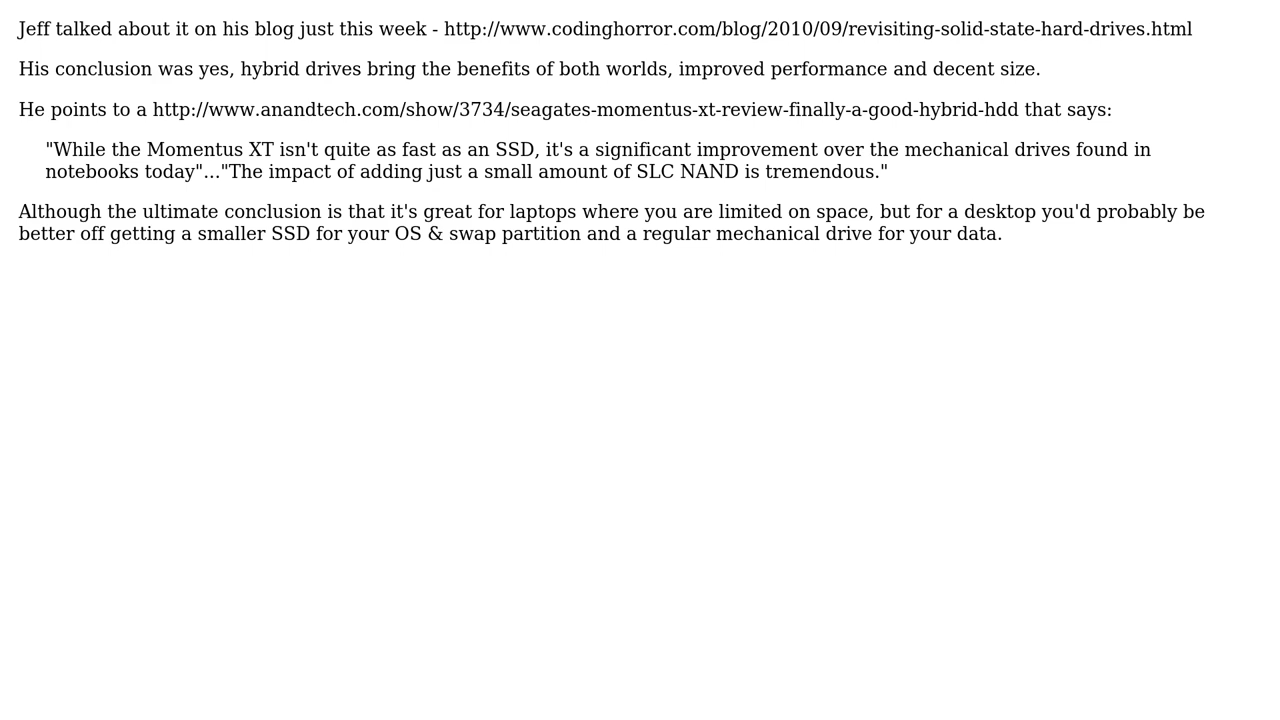 Jeff talked about it on his blog just this week - http://www.codinghorror.com/blog/2010/09/revisiting-solid-state-hard-drives.html
His conclusion was yes, hybrid drives bring the benefits of both worlds, improved performance and decent size.
He points to a http://www.anandtech.com/show/3734/seagates-momentus-xt-review-finally-a-good-hybrid-hdd that says:
"While the Momentus XT isn't quite as fast as an SSD, it's a significant improvement over the mechanical drives found in
notebooks today"..."The impact of adding just a small amount of SLC NAND is tremendous."
Although the ultimate conclusion is that it's great for laptops where you are limited on space, but for a desktop you'd probably be
better off getting a smaller SSD for your OS & swap partition and a regular mechanical drive for your data.